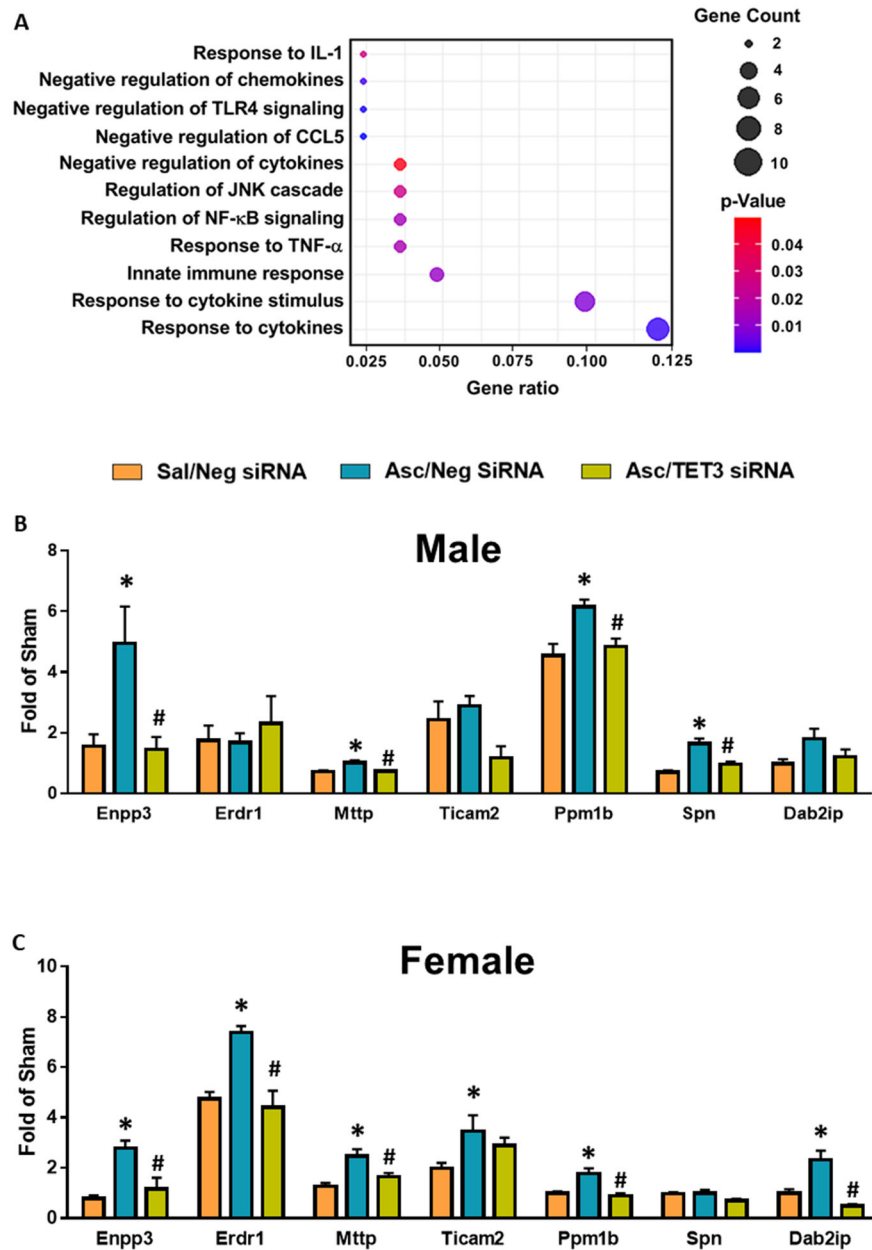 A
Gene Count
Response to IL-1
Negative regulation of chemokines
Negative regulation of TLR4 signaling
Negative regulation of CCL5
Negative regulation of cytokines
Regulation of JNK cascade
Regulation of NF-κB signaling
Response to TNF-α
Innate immune response
Response to cytokine stimulus
Response to cytokines
0.025 0.050 0.075 0.100 0.125
Gene ratio
2
4
6
8
10
p-Value
0.04
0.03
0.02
0.01
Sal/Neg siRNA Asc/Neg SiRNA Asc/TET3 siRNA
B
Male
Fold of Sham
8
6
4
2
0
* # * # * # * #
Enpp3 Erdr1 Mttp Ticam2 Ppm1b Spn Dab2ip
C
Female
Fold of Sham
10
8
6
4
2
0
* # * # * # * * # * #
Enpp3 Erdr1 Mttp Ticam2 Ppm1b Spn Dab2ip